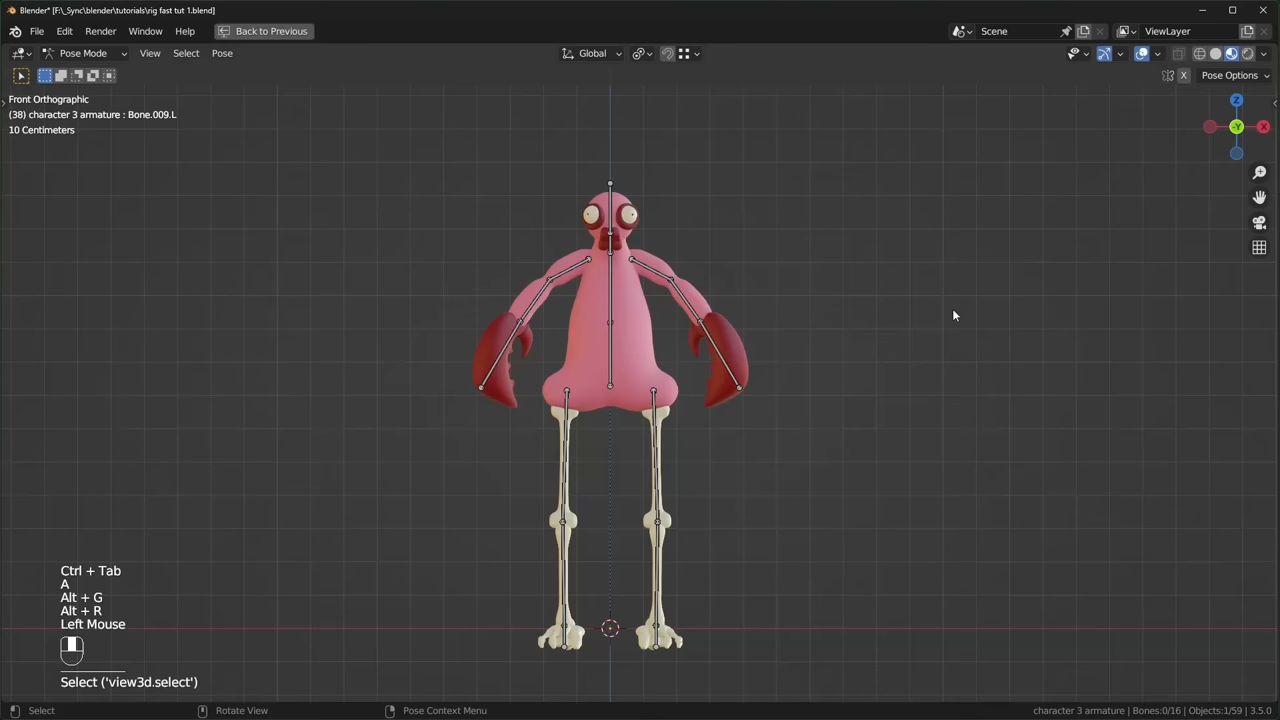 Blender* [F:\_Sync\blender\tutorials\rig fast tut 1.blend]
File Edit Render Window Help Back to Previous Scene ViewLayer
Pose Mode View Select Pose Global
X Pose Options
Front Orthographic
(38) character 3 armature : Bone.009.L
10 Centimeters
Z
-Y X
Ctrl + Tab
A
Alt + G
Alt + R
Left Mouse
Select ('view3d.select')
Select Rotate View Pose Context Menu character 3 armature | Bones:0/16 | Objects:1/59 | 3.5.0